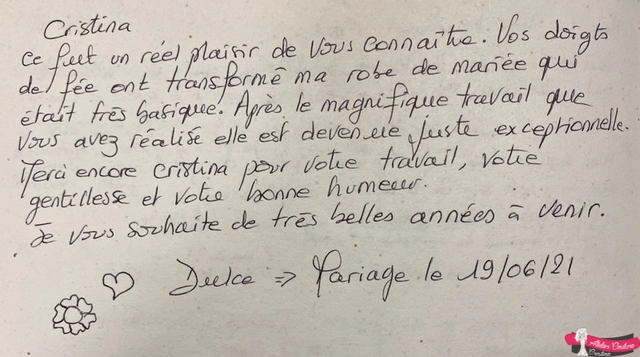 Cristina
ce fut un réel plaisir de vous connaître. Vos doigts
de fée ont transformé ma robe de mariée qui
était très basique. Après le magnifique travail que
vous avez réalisé elle est devenue juste exceptionnelle.
Merci encore cristina pour votre travail, votre
gentillesse et votre bonne humeur.
Je vous souhaite de très belles années à venir.
Dulce => Mariage le 19/06/21
Atelier Couture
Cristina